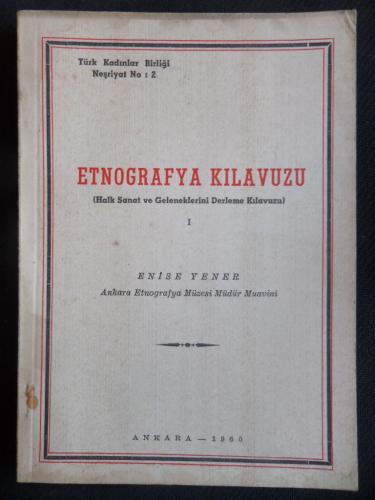 Türk Kadınlar Birliği
Neşriyat No : 2
ETNOGRAFYA KILAVUZU
(Halk Sanat ve Geleneklerini Derleme Kılavuzu)
I
ENİSE YENER
Ankara Etnografya Müzesi Müdür Muavini
ANKARA — 1960